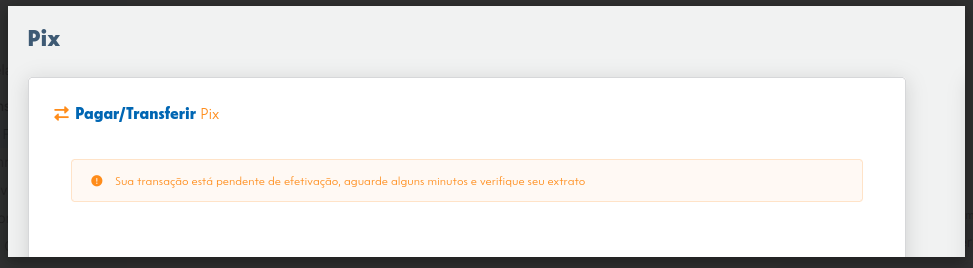 Pix
Pagar/Transferir Pix
Sua transação está pendente de efetivação, aguarde alguns minutos e verifique seu extrato